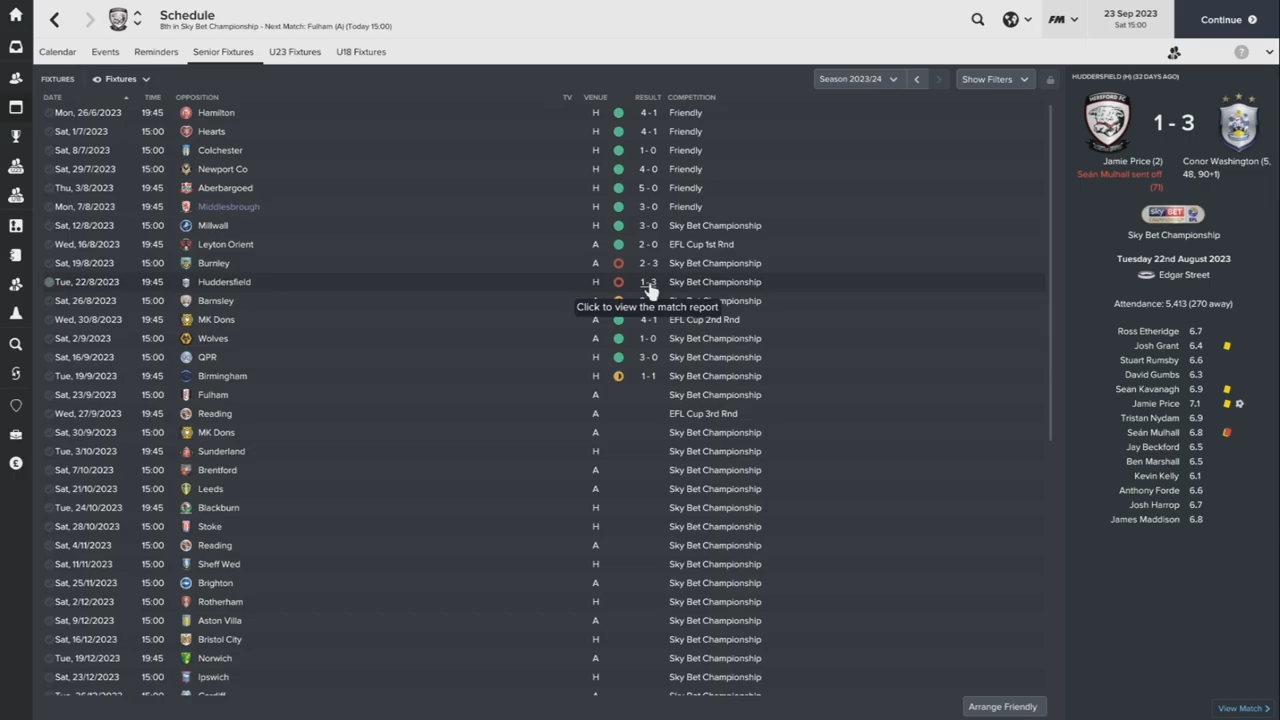 Schedule
8th in Sky Bet Championship - Next Match: Fulham (A) (Today 15:00)
FM
23 Sep 2023
Sat 15:00
Continue
Calendar Events Reminders Senior Fixtures U23 Fixtures U18 Fixtures
FIXTURES Fixtures Season 2023/24 Show Filters
DATE TIME OPPOSITION TV VENUE RESULT COMPETITION
Mon, 26/6/2023 19:45 Hamilton H 4 - 1 Friendly
Sat, 1/7/2023 15:00 Hearts H 4 - 1 Friendly
Sat, 8/7/2023 15:00 Colchester H 1 - 0 Friendly
Sat, 29/7/2023 15:00 Newport Co H 4 - 0 Friendly
Thu, 3/8/2023 19:45 Aberbargoed H 5 - 0 Friendly
Mon, 7/8/2023 19:45 Middlesbrough H 3 - 0 Friendly
Sat, 12/8/2023 15:00 Millwall H 3 - 0 Sky Bet Championship
Wed, 16/8/2023 19:45 Leyton Orient A 2 - 0 EFL Cup 1st Rnd
Sat, 19/8/2023 15:00 Burnley A 2 - 3 Sky Bet Championship
Tue, 22/8/2023 19:45 Huddersfield H 1 - 3 Sky Bet Championship
Sat, 26/8/2023 15:00 Barnsley Sky Bet Championship
Click to view the match report
Wed, 30/8/2023 19:45 MK Dons A 4 - 1 EFL Cup 2nd Rnd
Sat, 2/9/2023 15:00 Wolves A 1 - 0 Sky Bet Championship
Sat, 16/9/2023 15:00 QPR H 3 - 0 Sky Bet Championship
Tue, 19/9/2023 19:45 Birmingham H 1 - 1 Sky Bet Championship
Sat, 23/9/2023 15:00 Fulham A Sky Bet Championship
Wed, 27/9/2023 19:45 Reading A EFL Cup 3rd Rnd
Sat, 30/9/2023 15:00 MK Dons A Sky Bet Championship
Tue, 3/10/2023 19:45 Sunderland H Sky Bet Championship
Sat, 7/10/2023 15:00 Brentford A Sky Bet Championship
Sat, 21/10/2023 15:00 Leeds A Sky Bet Championship
Tue, 24/10/2023 19:45 Blackburn H Sky Bet Championship
Sat, 28/10/2023 15:00 Stoke H Sky Bet Championship
Sat, 4/11/2023 15:00 Reading A Sky Bet Championship
Sat, 11/11/2023 15:00 Sheff Wed H Sky Bet Championship
Sat, 25/11/2023 15:00 Brighton A Sky Bet Championship
Sat, 2/12/2023 15:00 Rotherham H Sky Bet Championship
Sat, 9/12/2023 15:00 Aston Villa A Sky Bet Championship
Sat, 16/12/2023 15:00 Bristol City H Sky Bet Championship
Tue, 19/12/2023 19:45 Norwich A Sky Bet Championship
Sat, 23/12/2023 15:00 Ipswich H Sky Bet Championship
Arrange Friendly
HUDDERSFIELD (H) (32 DAYS AGO)
HEREFORD FC
1 - 3
Jamie Price (2)
Seán Mulhall sent off
(71)
Conor Washington (5,
48, 90+1)
sky BET EFL
Sky Bet Championship
Tuesday 22nd August 2023
Edgar Street
Attendance: 5,413 (270 away)
Ross Etheridge 6.7
Josh Grant 6.4
Stuart Rumsby 6.6
David Gumbs 6.3
Sean Kavanagh 6.9
Jamie Price 7.1
Tristan Nydam 6.9
Seán Mulhall 6.8
Jay Beckford 6.5
Ben Marshall 6.5
Kevin Kelly 6.1
Anthony Forde 6.6
Josh Harrop 6.7
James Maddison 6.8
View Match